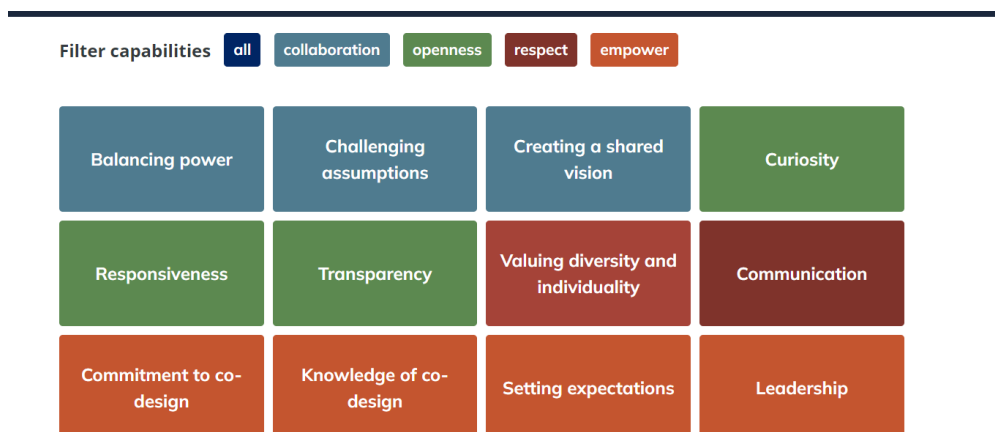 Filter capabilities all collaboration openness respect empower
Balancing power
Challenging
assumptions
Creating a shared
vision
Curiosity
Responsiveness
Transparency
Valuing diversity and
individuality
Communication
Commitment to co-
design
Knowledge of co-
design
Setting expectations
Leadership